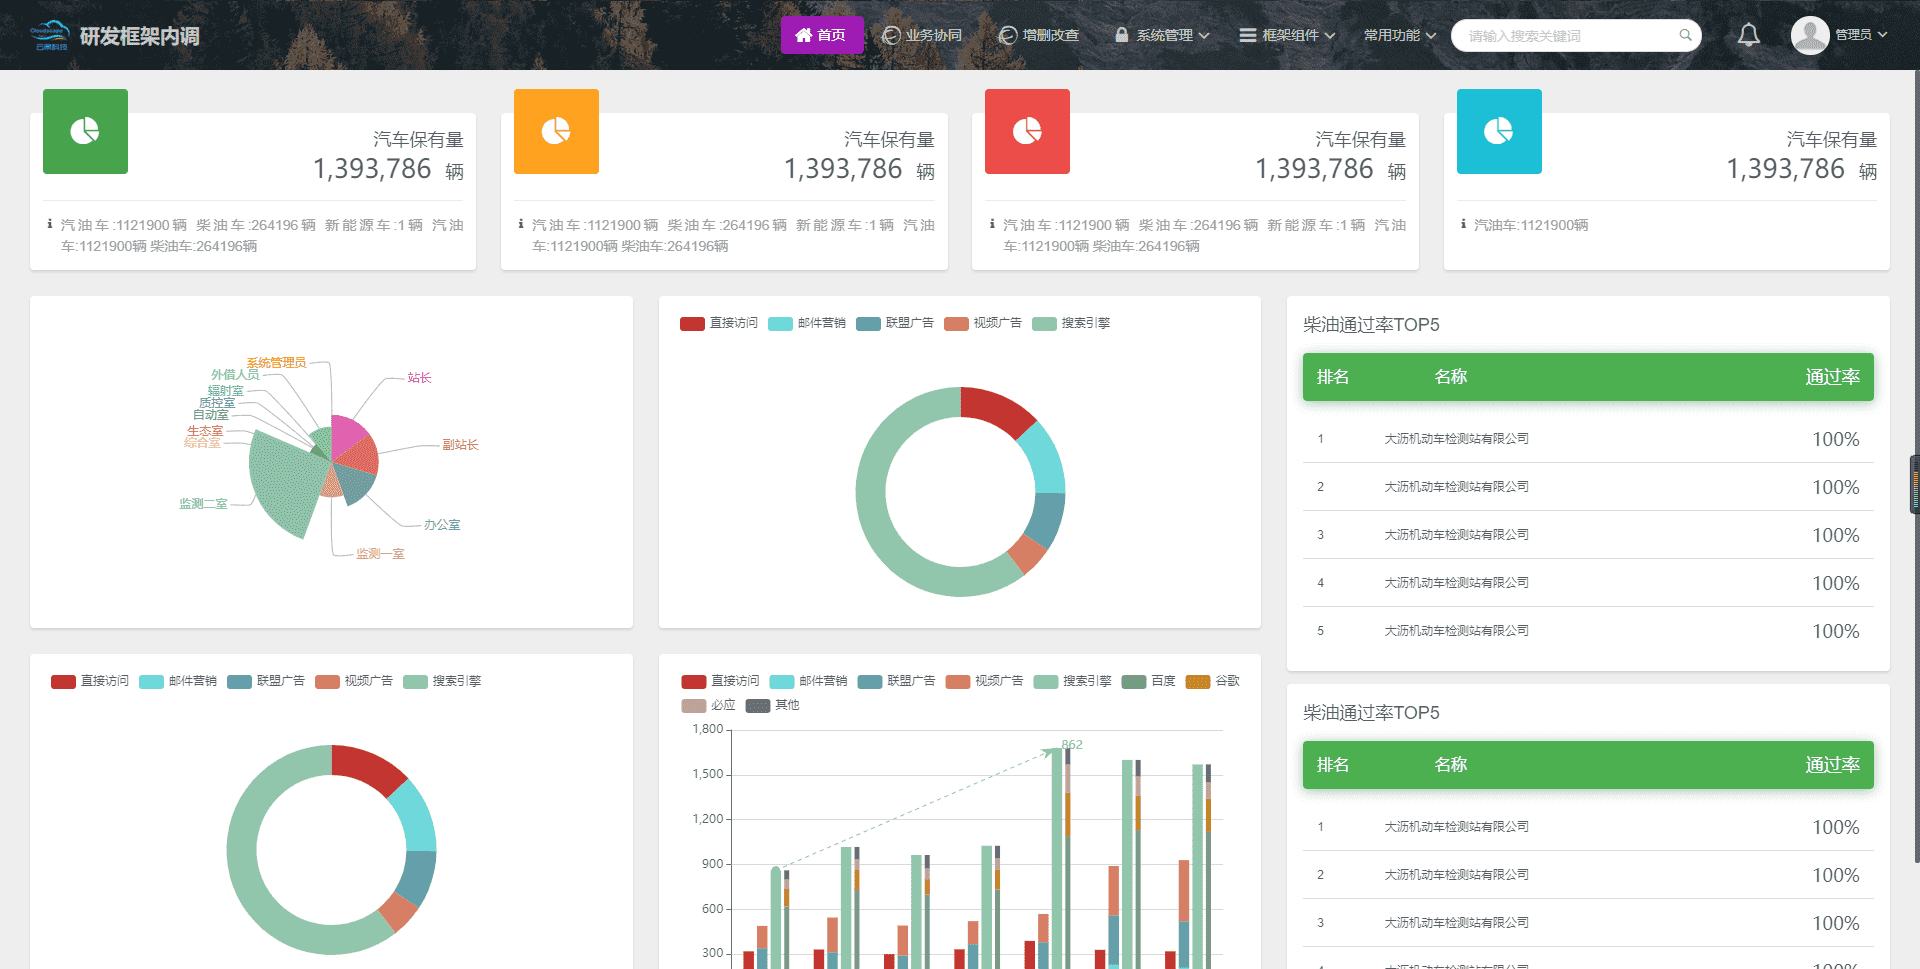 Cloudscape
云景科技
研发框架内调
首页
业务协同
增删改查
系统管理
框架组件
常用功能
请输入搜索关键词
管理员
汽车保有量
1,393,786 辆
汽油车:1121900辆 柴油车:264196辆 新能源车:1辆 汽油
车:1121900辆 柴油车:264196辆
汽车保有量
1,393,786 辆
汽油车:1121900辆 柴油车:264196辆 新能源车:1辆 汽油
车:1121900辆 柴油车:264196辆
汽车保有量
1,393,786 辆
汽油车:1121900辆 柴油车:264196辆 新能源车:1辆 汽油
车:1121900辆 柴油车:264196辆
汽车保有量
1,393,786 辆
汽油车:1121900辆
系统管理员
外借人员
辐射室
质控室
自动室
生态室
综合室
监测二室
站长
副站长
办公室
监测一室
直接访问 邮件营销 联盟广告 视频广告 搜索引擎
柴油通过率TOP5
排名 名称 通过率
1 大沥机动车检测站有限公司 100%
2 大沥机动车检测站有限公司 100%
3 大沥机动车检测站有限公司 100%
4 大沥机动车检测站有限公司 100%
5 大沥机动车检测站有限公司 100%
直接访问 邮件营销 联盟广告 视频广告 搜索引擎
直接访问 邮件营销 联盟广告 视频广告 搜索引擎 百度 谷歌
必应 其他
1,800
1,500
1,200
900
600
300
862
柴油通过率TOP5
排名 名称 通过率
1 大沥机动车检测站有限公司 100%
2 大沥机动车检测站有限公司 100%
3 大沥机动车检测站有限公司 100%